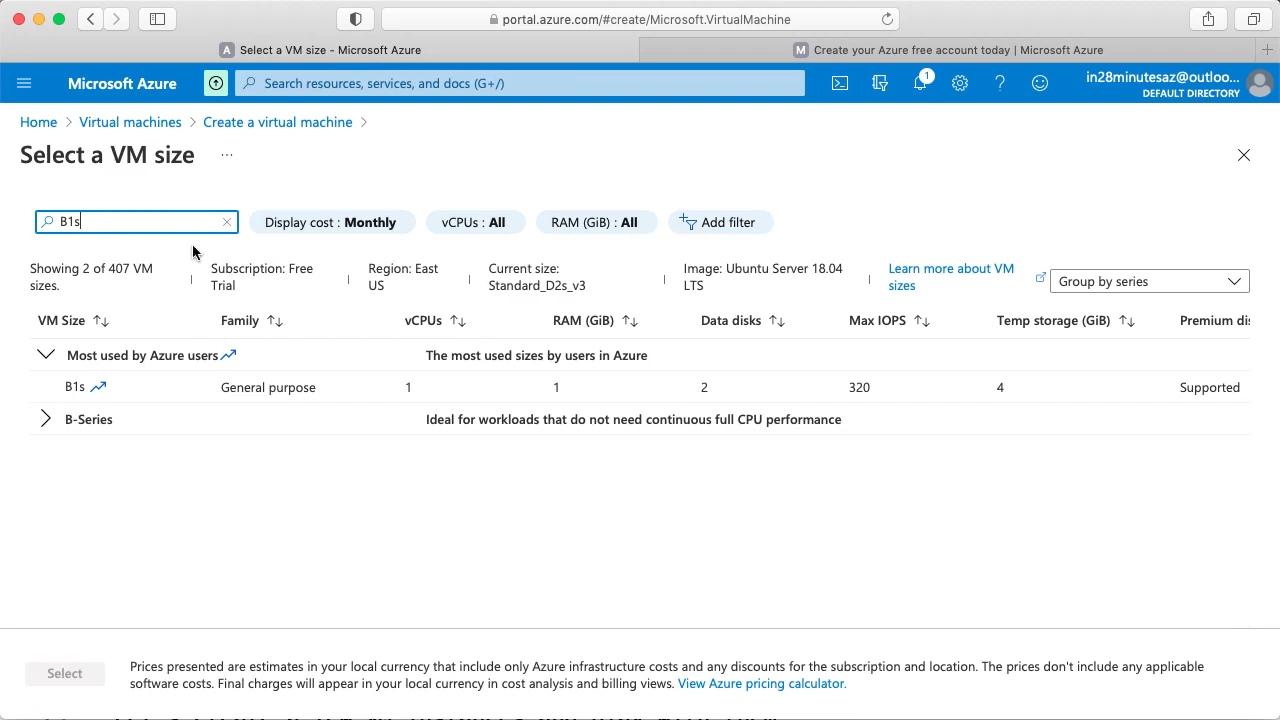 portal.azure.com/#create/Microsoft.VirtualMachine
A Select a VM size - Microsoft Azure
M Create your Azure free account today | Microsoft Azure
Microsoft Azure
Search resources, services, and docs (G+/)
1
in28minutesaz@outloo...
DEFAULT DIRECTORY
Home > Virtual machines > Create a virtual machine >
Select a VM size ...
B1s
Display cost : Monthly
vCPUs : All
RAM (GiB) : All
Add filter
Showing 2 of 407 VM
sizes.
Subscription: Free
Trial
Region: East
US
Current size:
Standard_D2s_v3
Image: Ubuntu Server 18.04
LTS
Learn more about VM
sizes
Group by series
VM Size Family vCPUs RAM (GiB) Data disks Max IOPS Temp storage (GiB) Premium dis
Most used by Azure users The most used sizes by users in Azure
B1s General purpose 1 1 2 320 4 Supported
B-Series Ideal for workloads that do not need continuous full CPU performance
Select
Prices presented are estimates in your local currency that include only Azure infrastructure costs and any discounts for the subscription and location. The prices don't include any applicable
software costs. Final charges will appear in your local currency in cost analysis and billing views. View Azure pricing calculator.